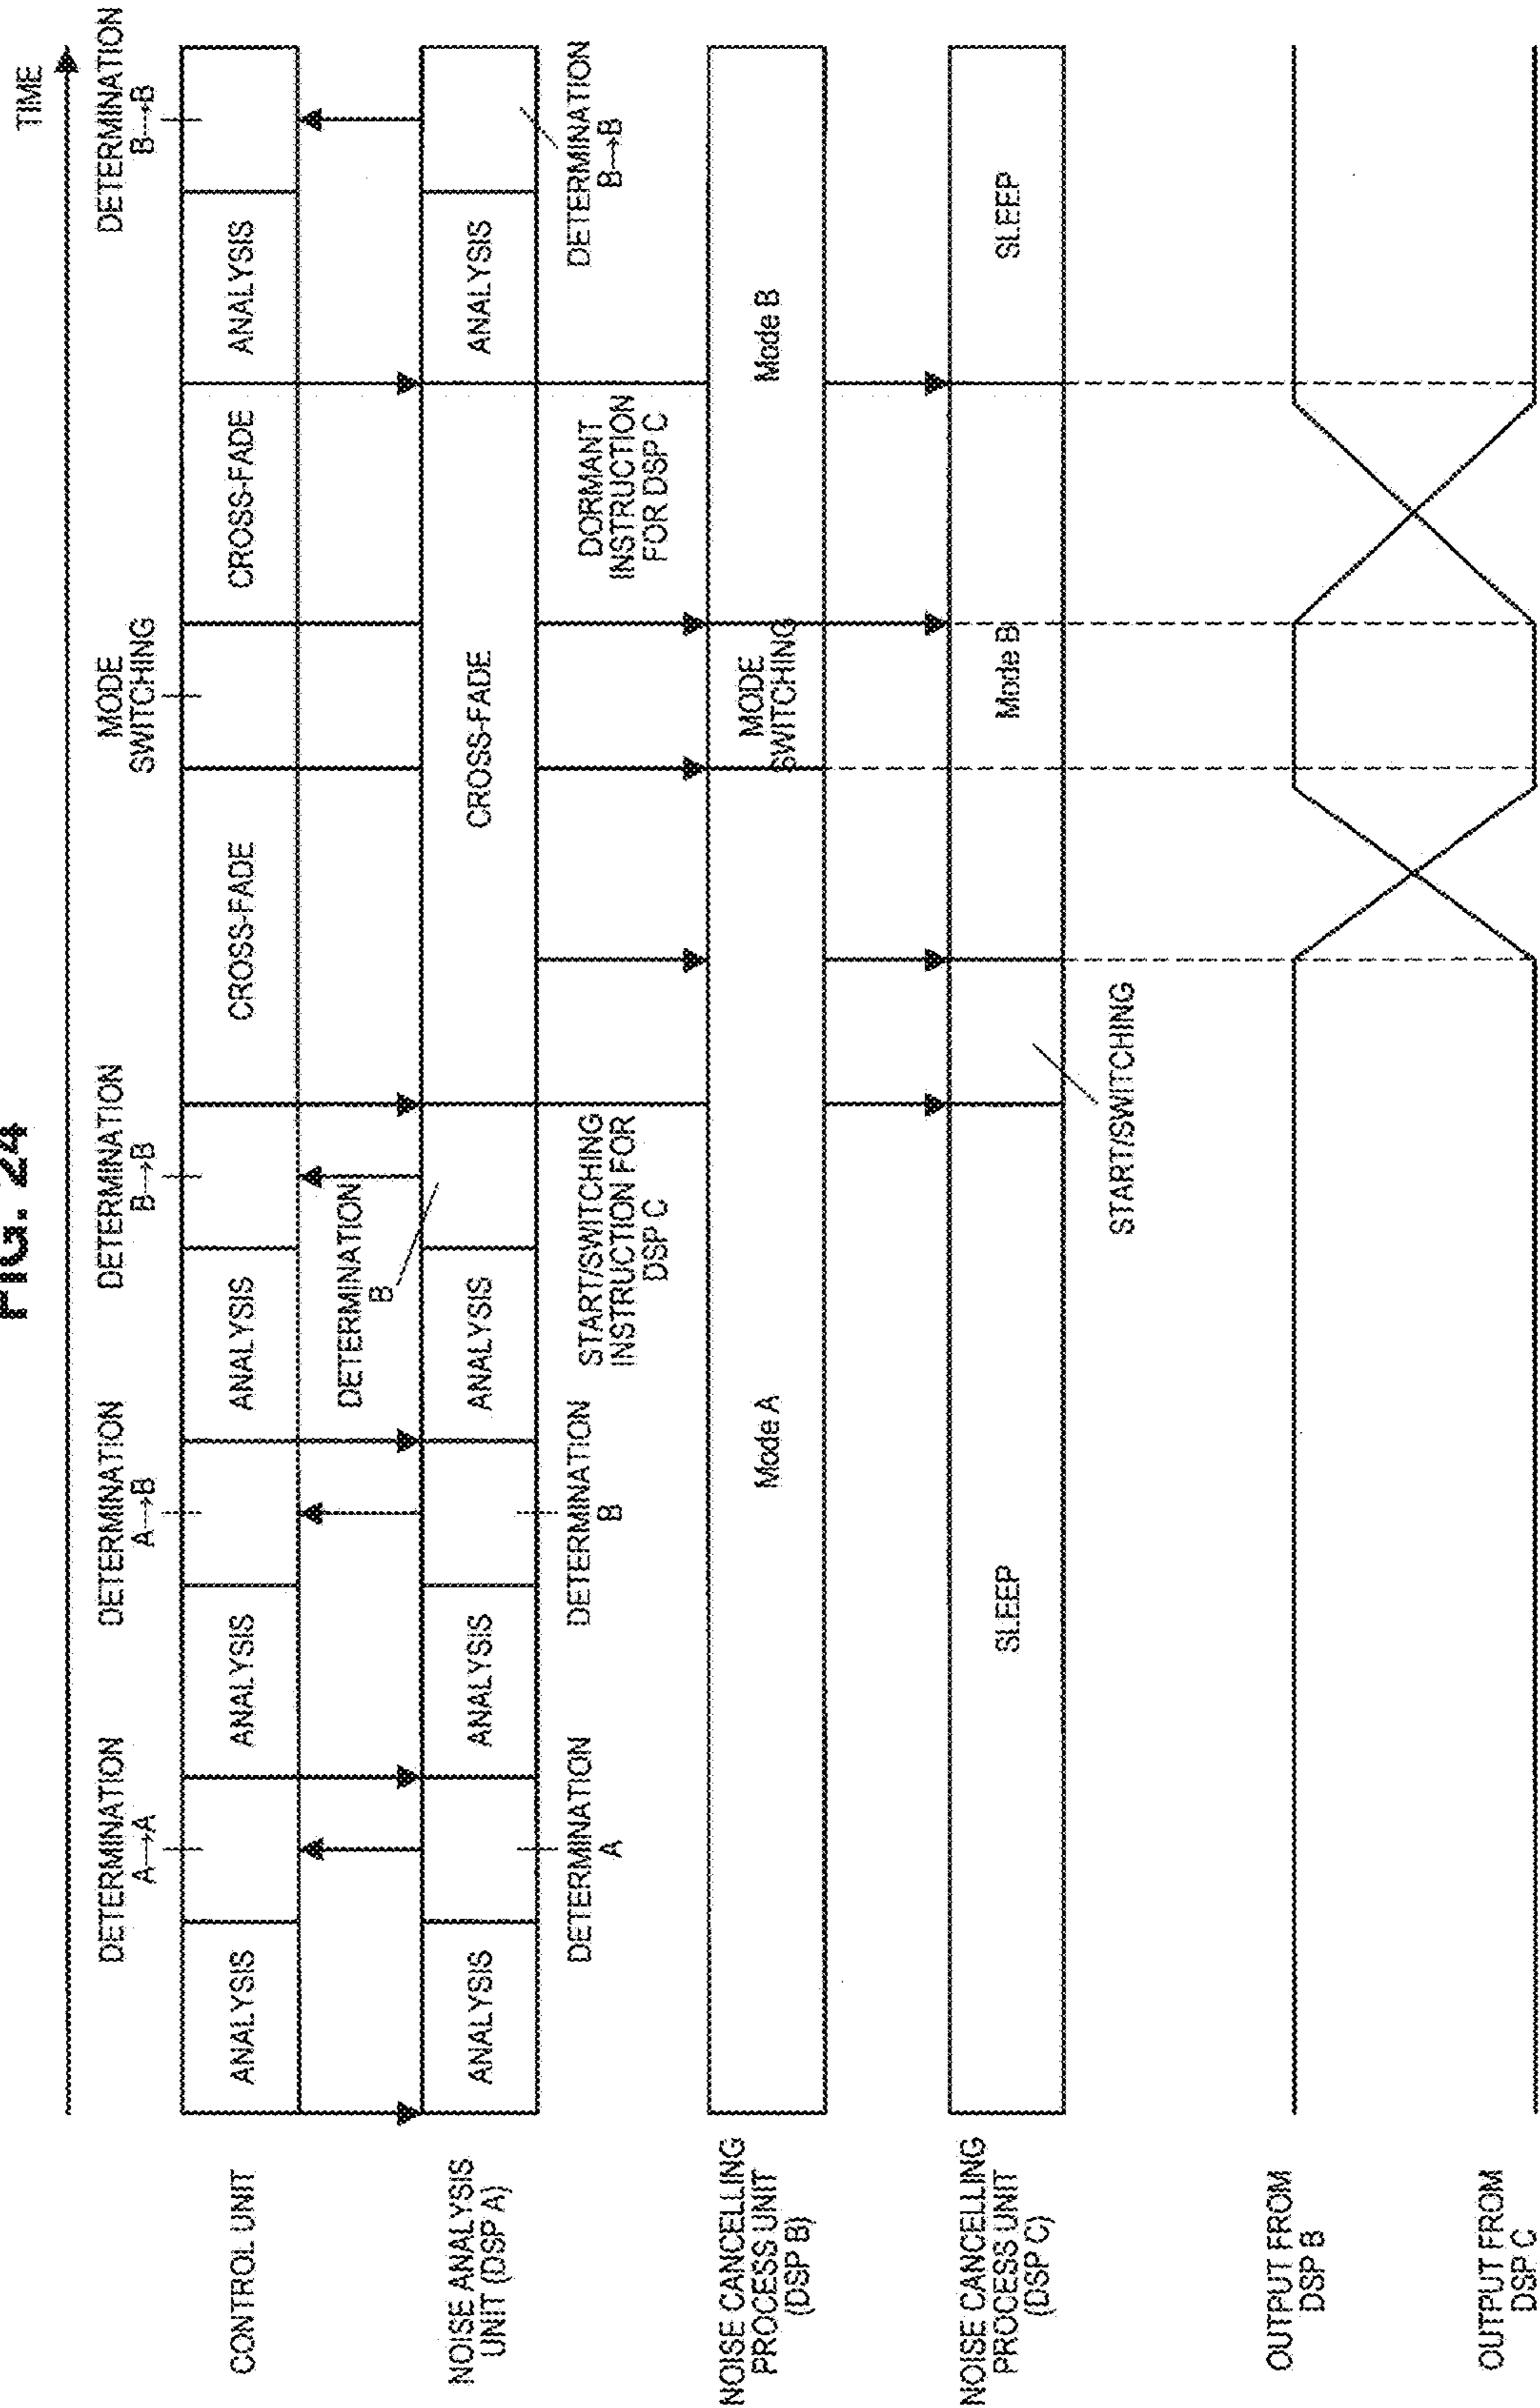 FIG. 24
TIME
DETERMINATION
A→A
DETERMINATION
A→B
DETERMINATION
B→B
MODE
SWITCHING
DETERMINATION
B→B
CONTROL UNIT
ANALYSIS
ANALYSIS
ANALYSIS
CROSS-FADE
CROSS-FADE
ANALYSIS
DETERMINATION
B
NOISE ANALYSIS
UNIT (DSP A)
ANALYSIS
ANALYSIS
ANALYSIS
CROSS-FADE
ANALYSIS
DETERMINATION
A
DETERMINATION
B
START/SWITCHING
INSTRUCTION FOR
DSP C
DORMANT
INSTRUCTION
FOR DSP C
DETERMINATION
B→B
NOISE CANCELLING
PROCESS UNIT
(DSP B)
Mode A
MODE
SWITCHING
Mode B
NOISE CANCELLING
PROCESS UNIT
(DSP C)
SLEEP
Mode B
SLEEP
START/SWITCHING
OUTPUT FROM
DSP B
OUTPUT FROM
DSP C